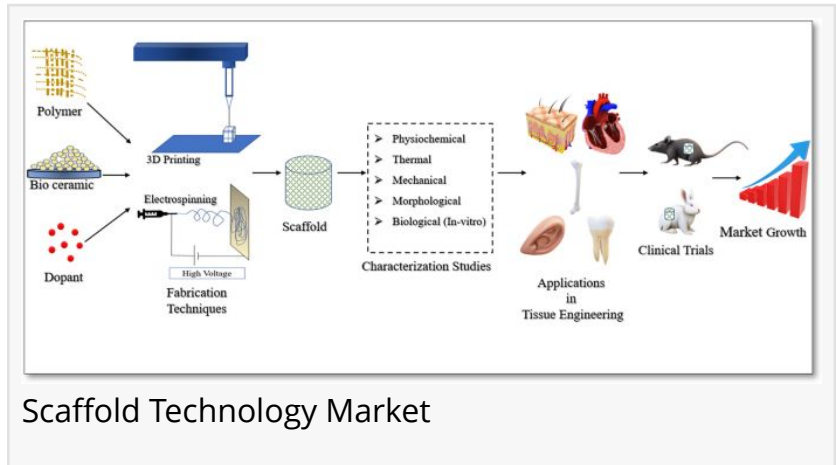 Polymer
Bio ceramic
Dopant
3D Printing
Electrospinning
High Voltage
Fabrication
Techniques
Scaffold
➢ Physiochemical
➢ Thermal
➢ Mechanical
➢ Morphological
➢ Biological (In-vitro)
Characterization Studies
Applications
in
Tissue Engineering
Clinical Trials
Market Growth
Scaffold Technology Market